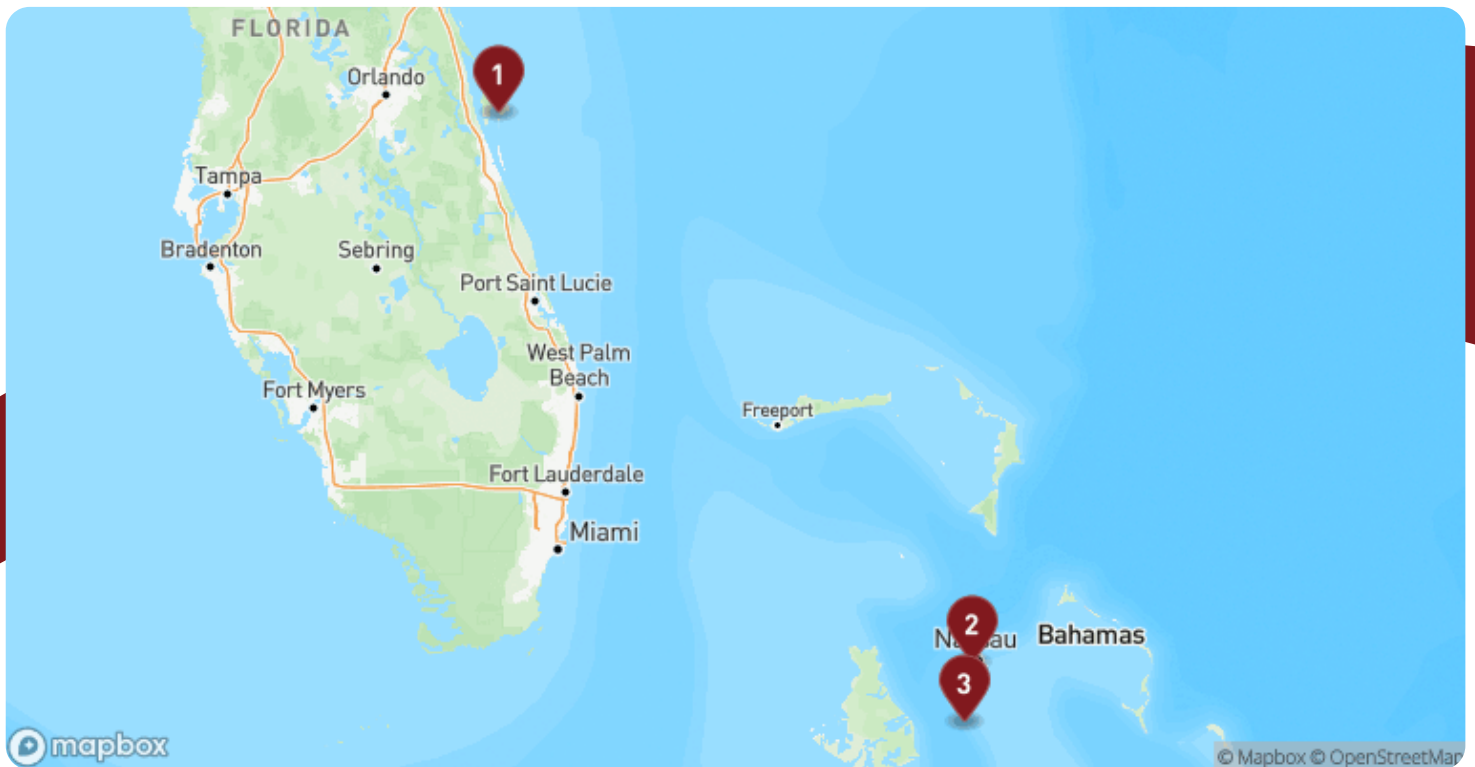 FLORIDA
1
Orlando
Tampa
Bradenton
Sebring
Port Saint Lucie
West Palm
Beach
Fort Myers
Freeport
Fort Lauderdale
Miami
2
Bahamas
3
mapbox
© Mapbox © OpenStreetMap